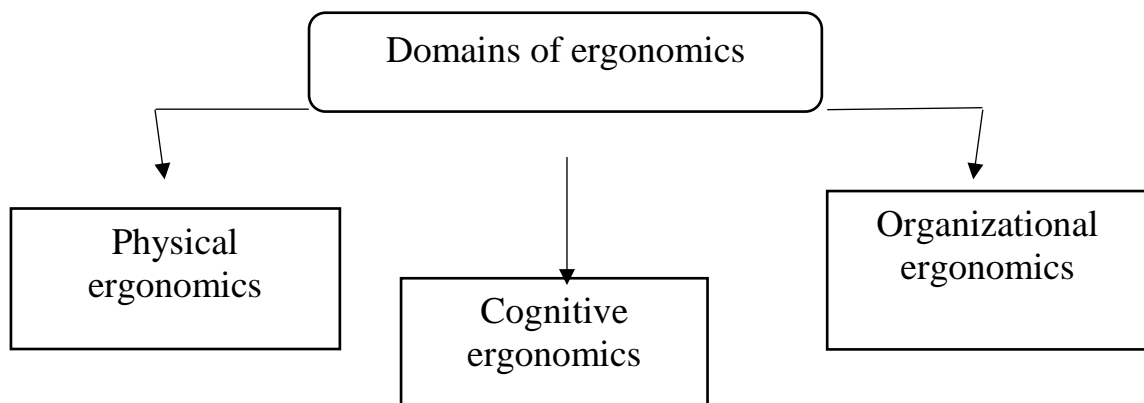 Domains of ergonomics
Physical
ergonomics
Cognitive
ergonomics
Organizational
ergonomics